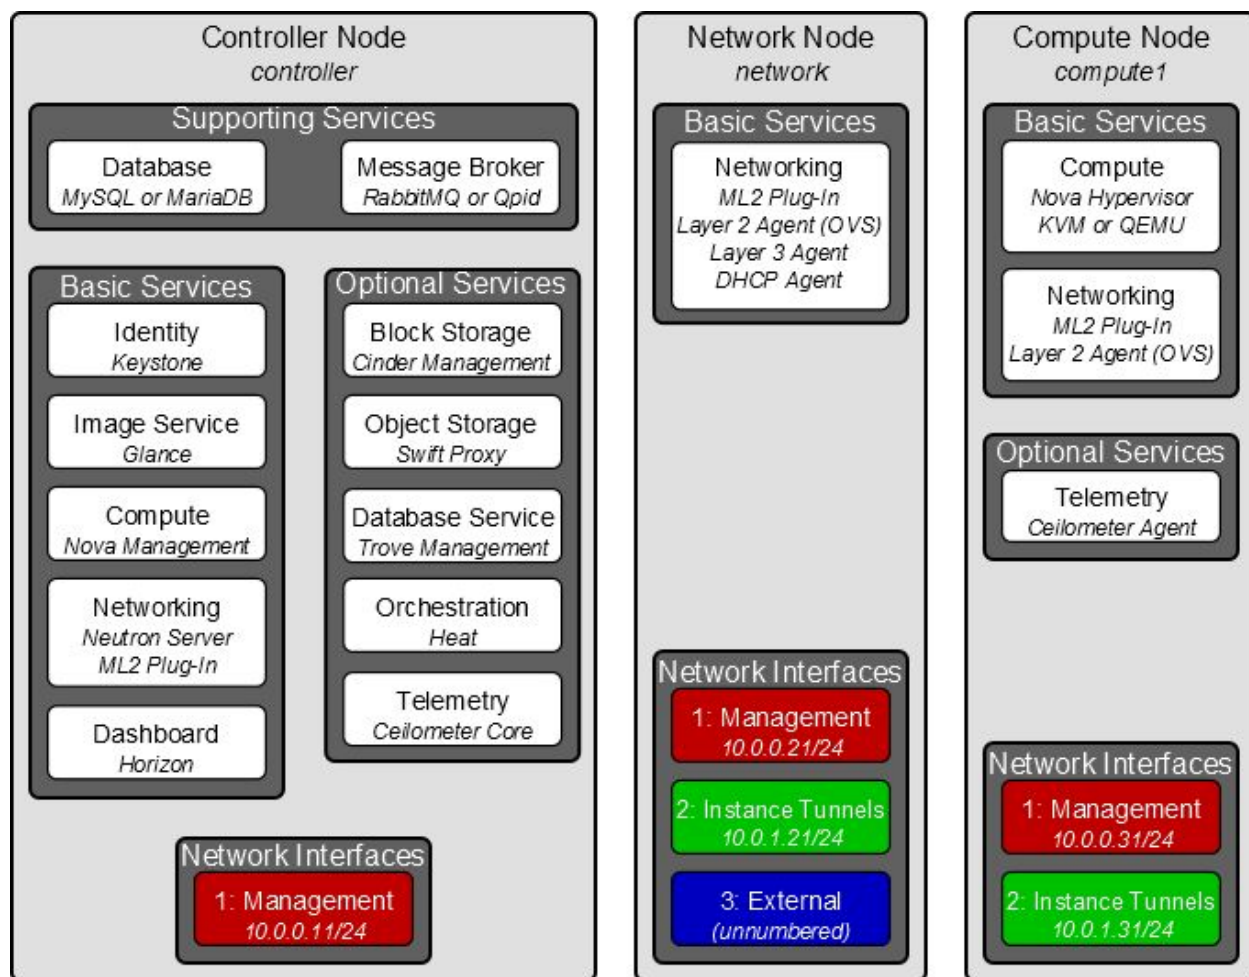 Controller Node
controller
Supporting Services
Database
MySQL or MariaDB
Message Broker
RabbitMQ or Qpid
Basic Services
Identity
Keystone
Image Service
Glance
Compute
Nova Management
Networking
Neutron Server
ML2 Plug-In
Dashboard
Horizon
Optional Services
Block Storage
Cinder Management
Object Storage
Swift Proxy
Database Service
Trove Management
Orchestration
Heat
Telemetry
Ceilometer Core
Network Interfaces
1: Management
10.0.0.11/24
Network Node
network
Basic Services
Networking
ML2 Plug-In
Layer 2 Agent (OVS)
Layer 3 Agent
DHCP Agent
Network Interfaces
1: Management
10.0.0.21/24
2: Instance Tunnels
10.0.1.21/24
3: External
(unnumbered)
Compute Node
compute1
Basic Services
Compute
Nova Hypervisor
KVM or QEMU
Networking
ML2 Plug-In
Layer 2 Agent (OVS)
Optional Services
Telemetry
Ceilometer Agent
Network Interfaces
1: Management
10.0.0.31/24
2: Instance Tunnels
10.0.1.31/24